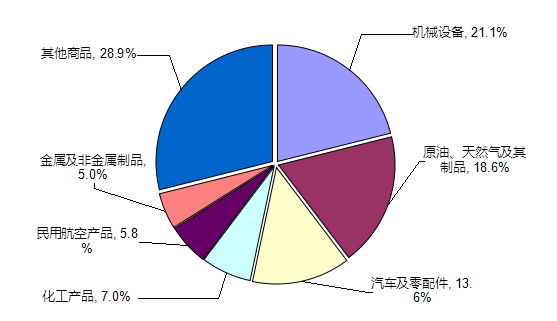 机械设备, 21.1%
原油、天然气及其
制品, 18.6%
汽车及零配件, 13.
6%
化工产品, 7.0%
民用航空产品, 5.8
%
金属及非金属制品,
5.0%
其他商品, 28.9%